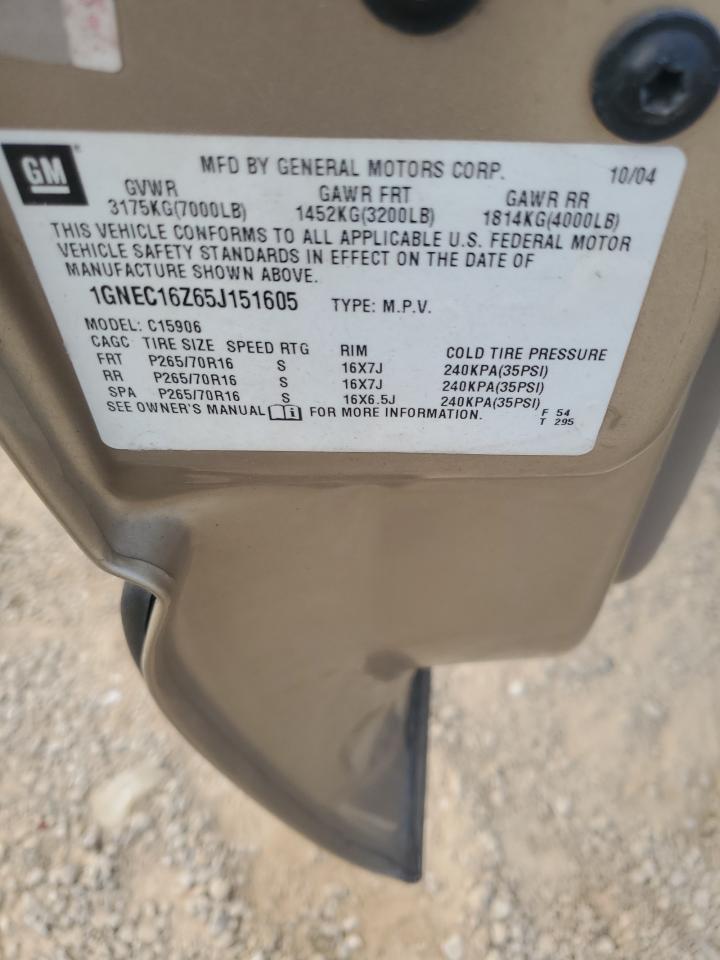 GM
MFD BY GENERAL MOTORS CORP. 10/04
GVWR GAWR FRT GAWR RR
3175KG(7000LB) 1452KG(3200LB) 1814KG(4000LB)
THIS VEHICLE CONFORMS TO ALL APPLICABLE U.S. FEDERAL MOTOR
VEHICLE SAFETY STANDARDS IN EFFECT ON THE DATE OF
MANUFACTURE SHOWN ABOVE.
1GNEC16Z65J151605 TYPE: M.P.V.
MODEL: C15906
CAGC TIRE SIZE SPEED RTG RIM COLD TIRE PRESSURE
FRT P265/70R16 S 16X7J 240KPA(35PSI)
RR P265/70R16 S 16X7J 240KPA(35PSI)
SPA P265/70R16 S 16X6.5J 240KPA(35PSI)
SEE OWNER'S MANUAL FOR MORE INFORMATION.
F 54
T 295